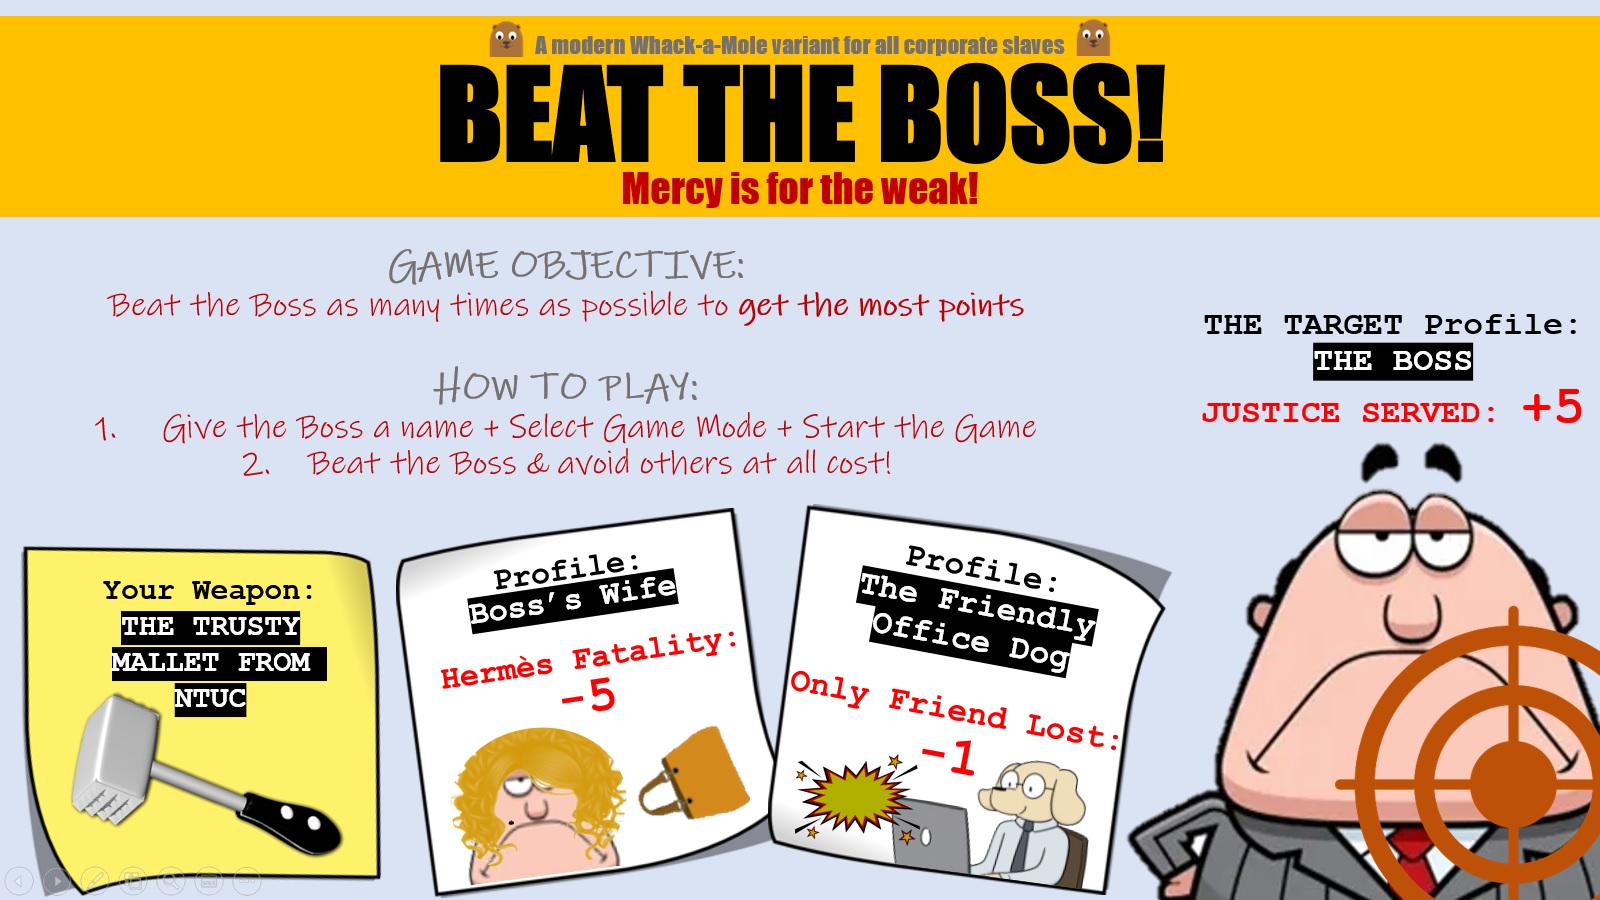 A modern Whack-a-Mole variant for all corporate slaves
BEAT THE BOSS!
Mercy is for the weak!
GAME OBJECTIVE:
Beat the Boss as many times as possible to get the most points
HOW TO PLAY:
1. Give the Boss a name + Select Game Mode + Start the Game
2. Beat the Boss & avoid others at all cost!
THE TARGET Profile:
THE BOSS
JUSTICE SERVED: +5
Your Weapon:
THE TRUSTY
MALLET FROM
NTUC
Profile:
Boss's Wife
Hermès Fatality:
-5
Profile:
The Friendly
Office Dog
Only Friend Lost:
-1